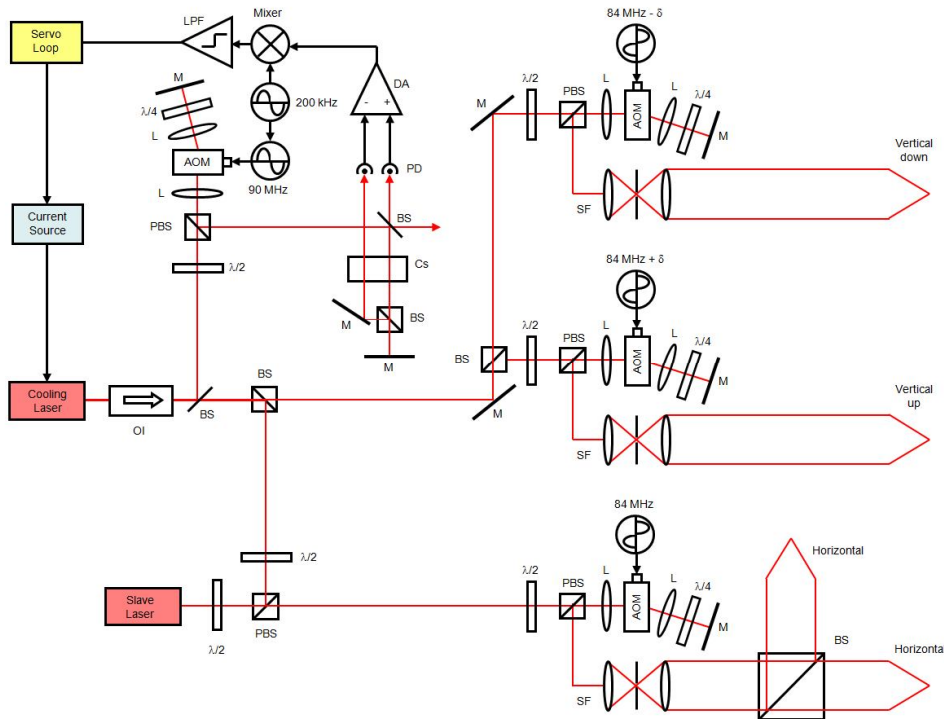 LPF
Mixer
84 MHz - δ
Servo
Loop
M
DA
λ/2
PBS
L
L
λ/4
λ/4
200 kHz
-
+
M
AOM
M
L
AOM
Vertical
down
L
90 MHz
PD
SF
PBS
BS
Current
Source
84 MHz + δ
λ/2
Cs
λ/2
PBS
L
L
λ/4
M
BS
AOM
M
BS
M
BS
Cooling
Laser
BS
M
Vertical
up
OI
SF
84 MHz
Horizontal
λ/2
λ/2
PBS
L
L
λ/4
Slave
Laser
AOM
M
BS
PBS
λ/2
Horizontal
SF